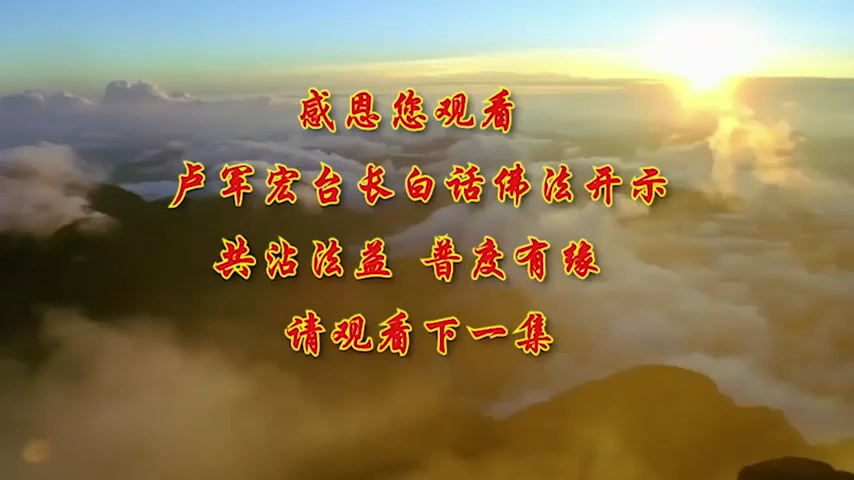 感恩您观看
卢军宏台长白话佛法开示
共沾法益 普度有缘
请观看下一集